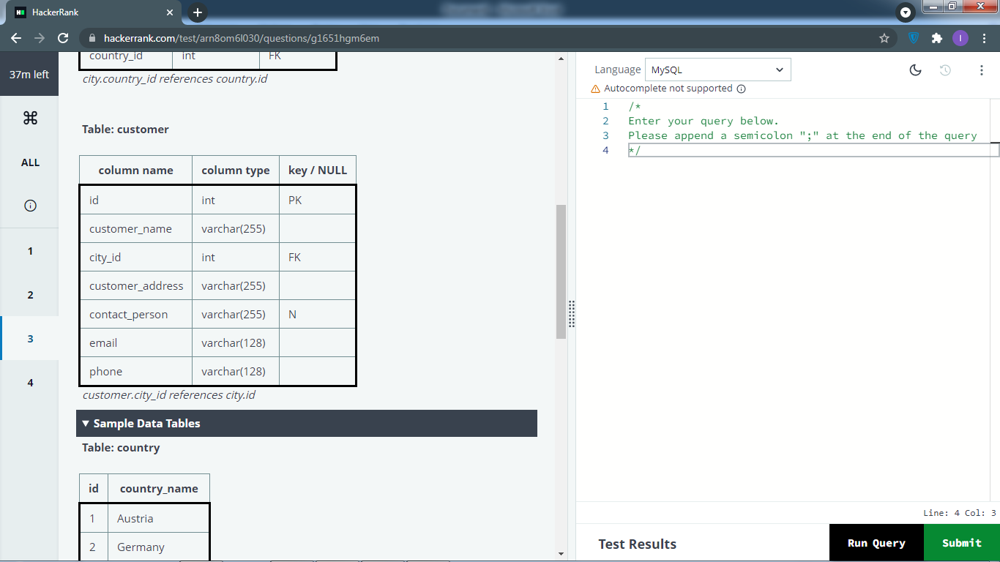 HackerRank
hackerrank.com/test/arn8om6l030/questions/g1651hgm6em
I
37m left
ALL
1
2
3
4
country_id int FK
city.country_id references country.id
Table: customer
column name column type key / NULL
id int PK
customer_name varchar(255)
city_id int FK
customer_address varchar(255)
contact_person varchar(255) N
email varchar(128)
phone varchar(128)
customer.city_id references city.id
Sample Data Tables
Table: country
id country_name
1 Austria
2 Germany
Language MySQL
Autocomplete not supported
1 /*
2 Enter your query below.
3 Please append a semicolon ";" at the end of the query
4 */
Line: 4 Col: 3
Test Results
Run Query
Submit